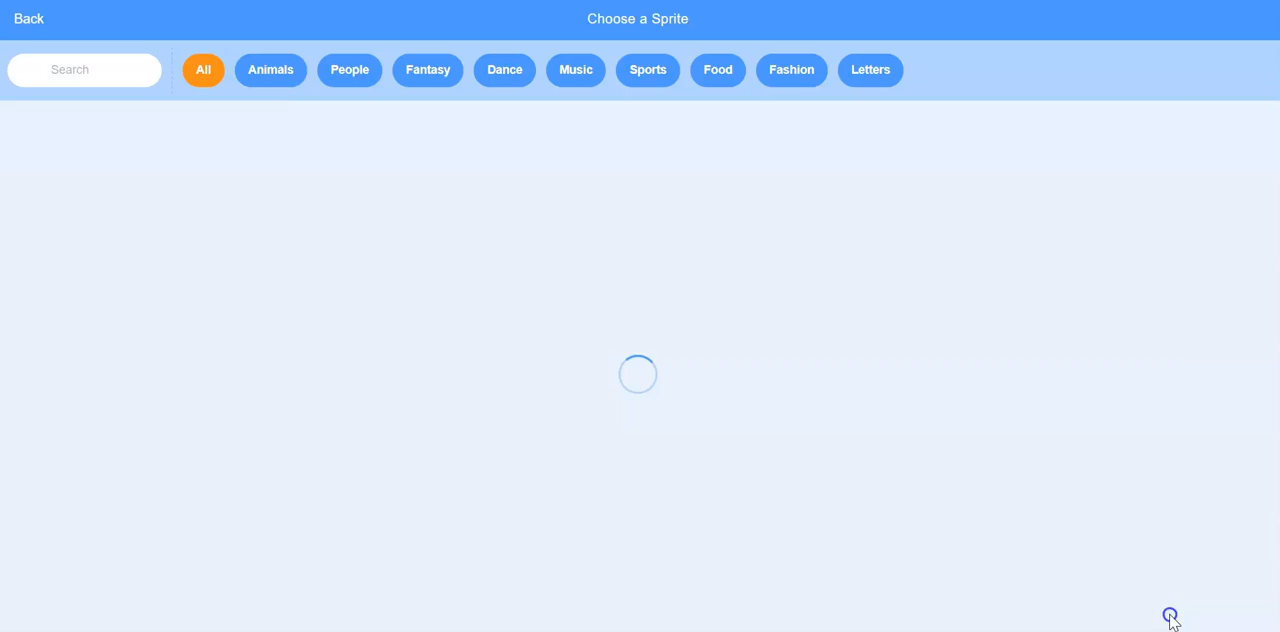 Back
Choose a Sprite
Search
All
Animals
People
Fantasy
Dance
Music
Sports
Food
Fashion
Letters